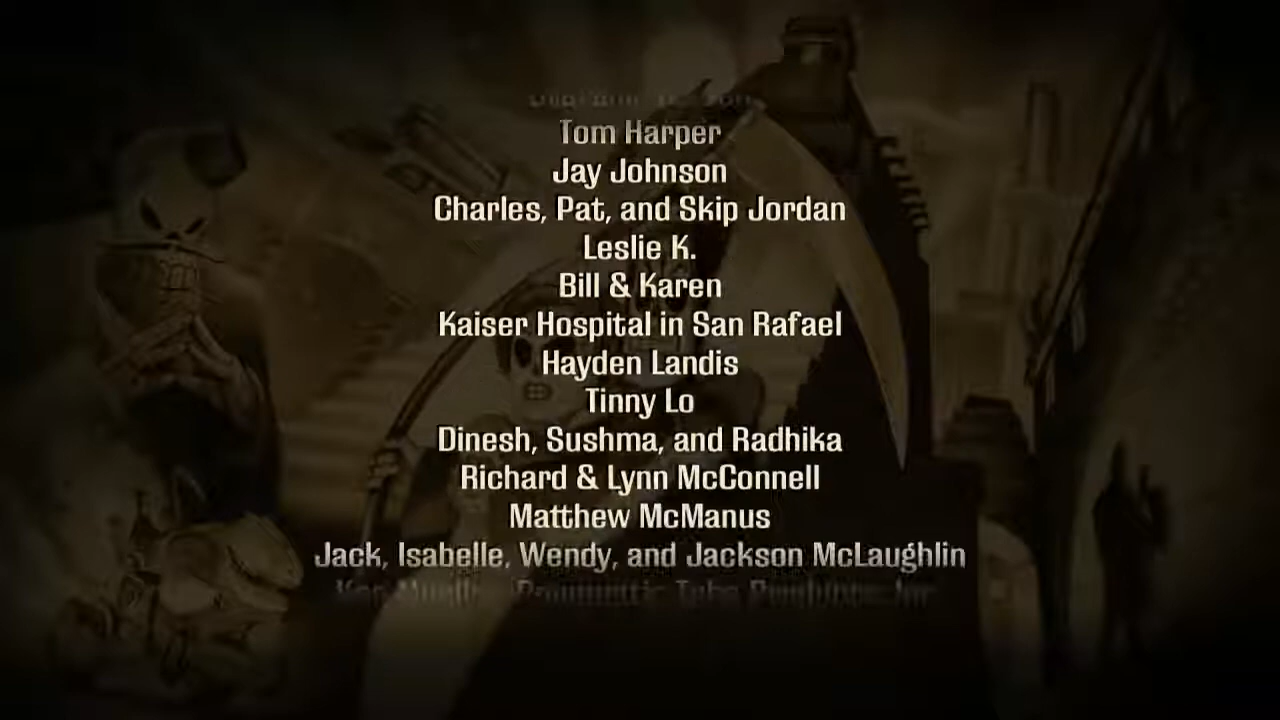 Tom Harper
Jay Johnson
Charles, Pat, and Skip Jordan
Leslie K.
Bill & Karen
Kaiser Hospital in San Rafael
Hayden Landis
Tinny Lo
Dinesh, Sushma, and Radhika
Richard & Lynn McConnell
Matthew McManus
Jack, Isabelle, Wendy, and Jackson McLaughlin